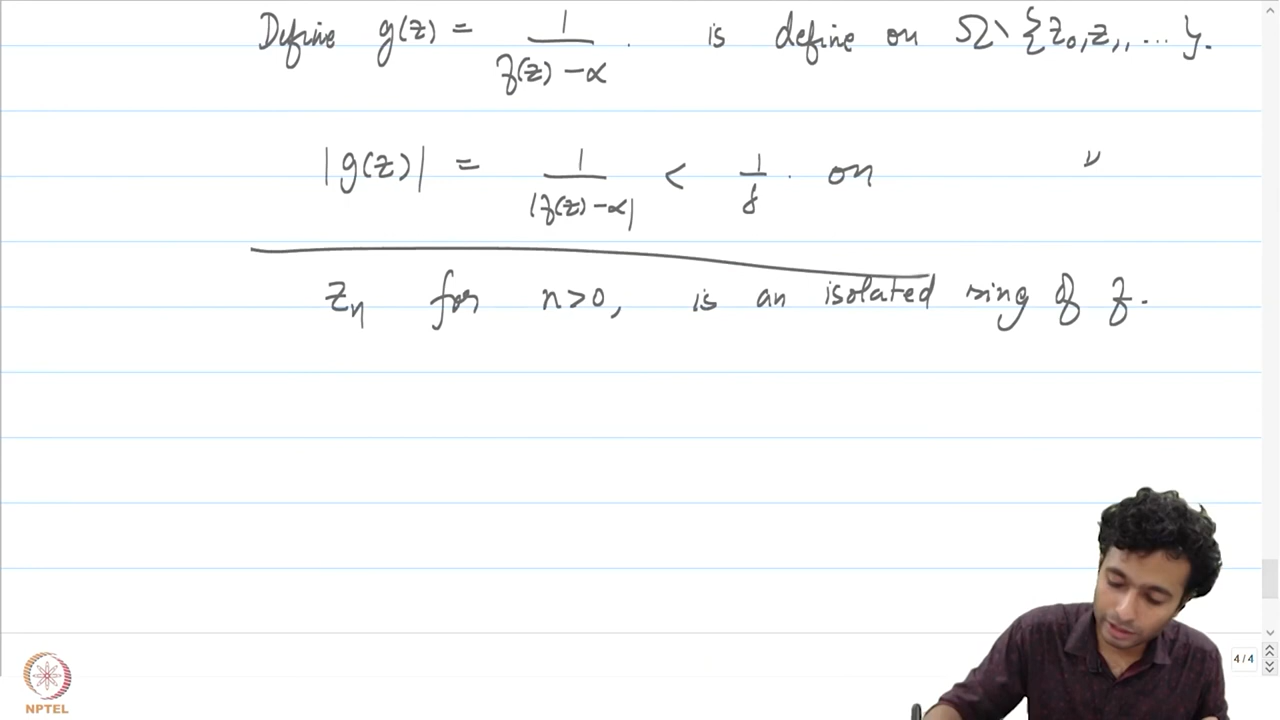 Define g(z) = 1 / (f(z) - α) . is define on Ω \ {z₀, z₁, ... }.
|g(z)| = 1 / |f(z) - α| < 1/δ . on "
zₙ for n>0, is an isolated sing of f.
4 / 4
NPTEL